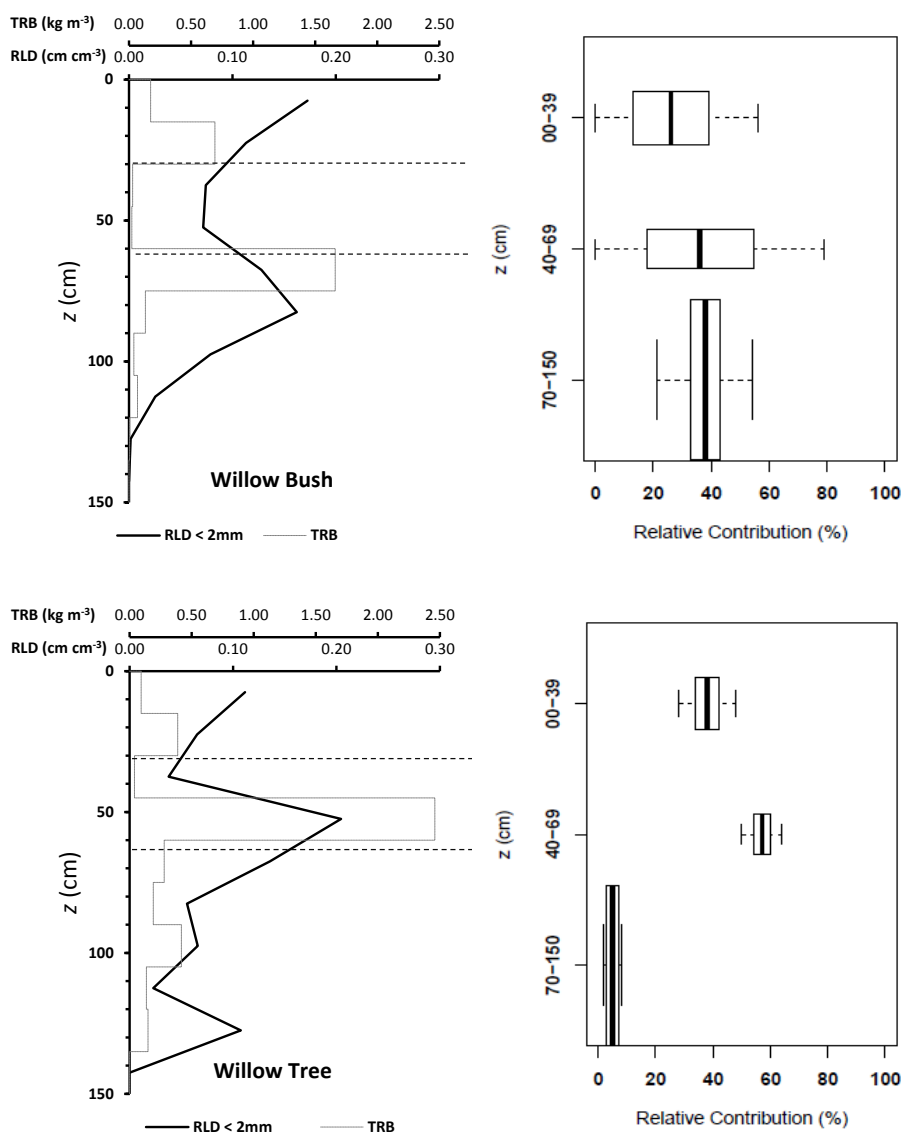 TRB (kg m-3) 0.00 0.50 1.00 1.50 2.00 2.50
RLD (cm cm-3) 0.00 0.10 0.20 0.30
0
50
100
150
z (cm)
Willow Bush
RLD < 2mm TRB
00−39
40−69
70−150
z (cm)
0 20 40 60 80 100
Relative Contribution (%)
TRB (kg m-3) 0.00 0.50 1.00 1.50 2.00 2.50
RLD (cm cm-3) 0.00 0.10 0.20 0.30
0
50
100
150
z (cm)
Willow Tree
RLD < 2mm TRB
00−39
40−69
70−150
z (cm)
0 20 40 60 80 100
Relative Contribution (%)